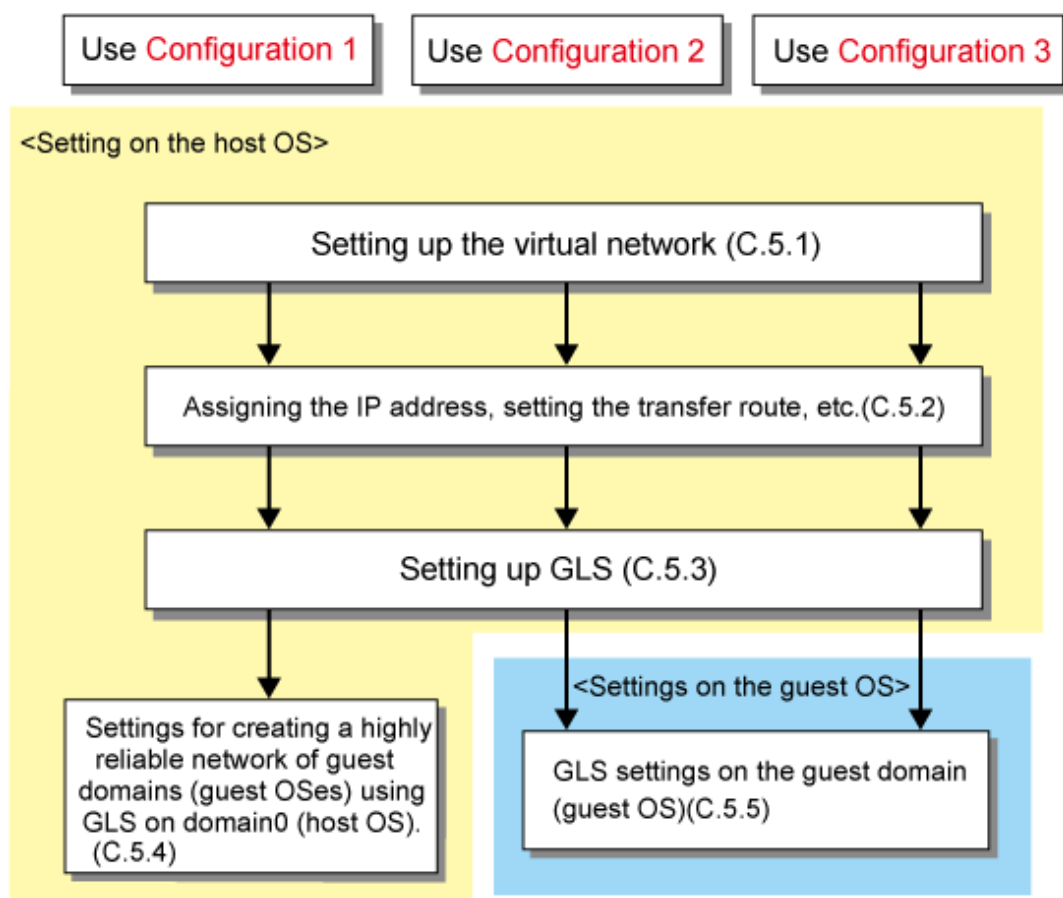 Use Configuration 1
Use Configuration 2
Use Configuration 3
<Setting on the host OS>
Setting up the virtual network (C.5.1)
Assigning the IP address, setting the transfer route, etc.(C.5.2)
Setting up GLS (C.5.3)
Settings for creating a highly
reliable network of guest
domains (guest OSes) using
GLS on domain0 (host OS).
(C.5.4)
<Settings on the guest OS>
GLS settings on the guest domain
(guest OS)(C.5.5)